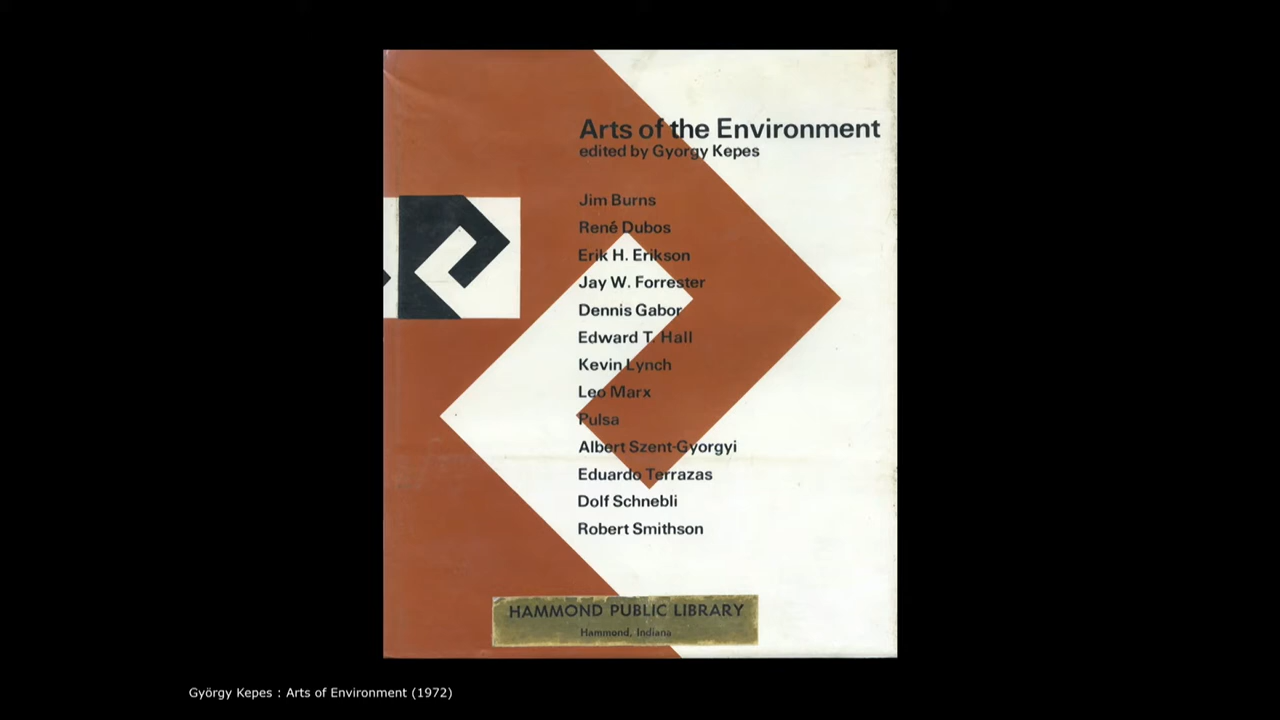 Arts of the Environment
edited by Gyorgy Kepes
Jim Burns
René Dubos
Erik H. Erikson
Jay W. Forrester
Dennis Gabor
Edward T. Hall
Kevin Lynch
Leo Marx
Pulsa
Albert Szent-Gyorgyi
Eduardo Terrazas
Dolf Schnebli
Robert Smithson
HAMMOND PUBLIC LIBRARY
Hammond, Indiana
György Kepes : Arts of Environment (1972)